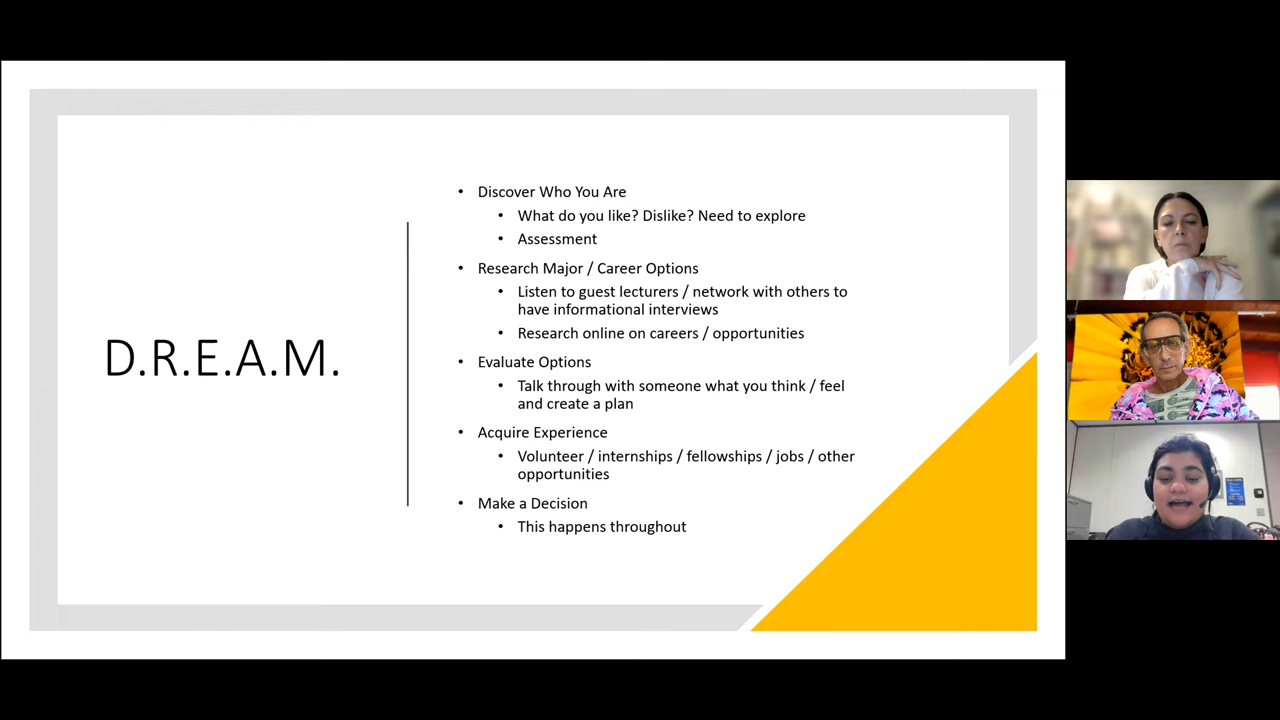 D.R.E.A.M.
• Discover Who You Are
• What do you like? Dislike? Need to explore
• Assessment
• Research Major / Career Options
• Listen to guest lecturers / network with others to
have informational interviews
• Research online on careers / opportunities
• Evaluate Options
• Talk through with someone what you think / feel
and create a plan
• Acquire Experience
• Volunteer / internships / fellowships / jobs / other
opportunities
• Make a Decision
• This happens throughout